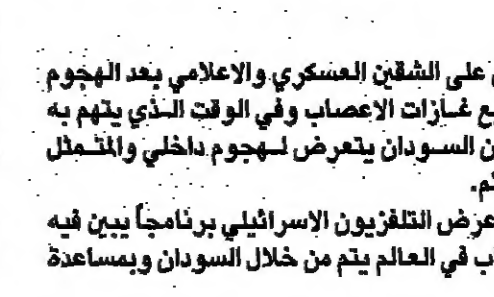 على الشقين العسكري والاعلامي بعد الهجوم
ع غازات الاعصاب وفي الوقت الذي يتهم به
ن السودان يتعرض لهجوم داخلي والمتمثل
تم.
عرض التلفزيون الاسرائيلي برنامجاً يبين فيه
ب في العالم يتم من خلال السودان وبمساعدة